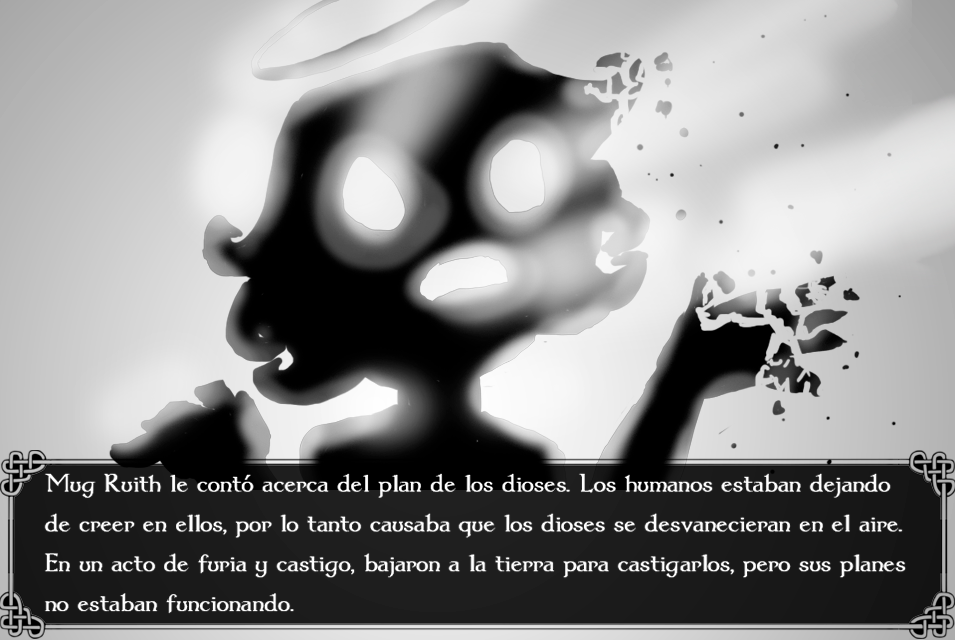 Mug Ruith le contó acerca del plan de los dioses. Los humanos estaban dejando
de creer en ellos, por lo tanto causaba que los dioses se desvanecieran en el aire.
En un acto de furia y castigo, bajaron a la tierra para castigarlos, pero sus planes
no estaban funcionando.